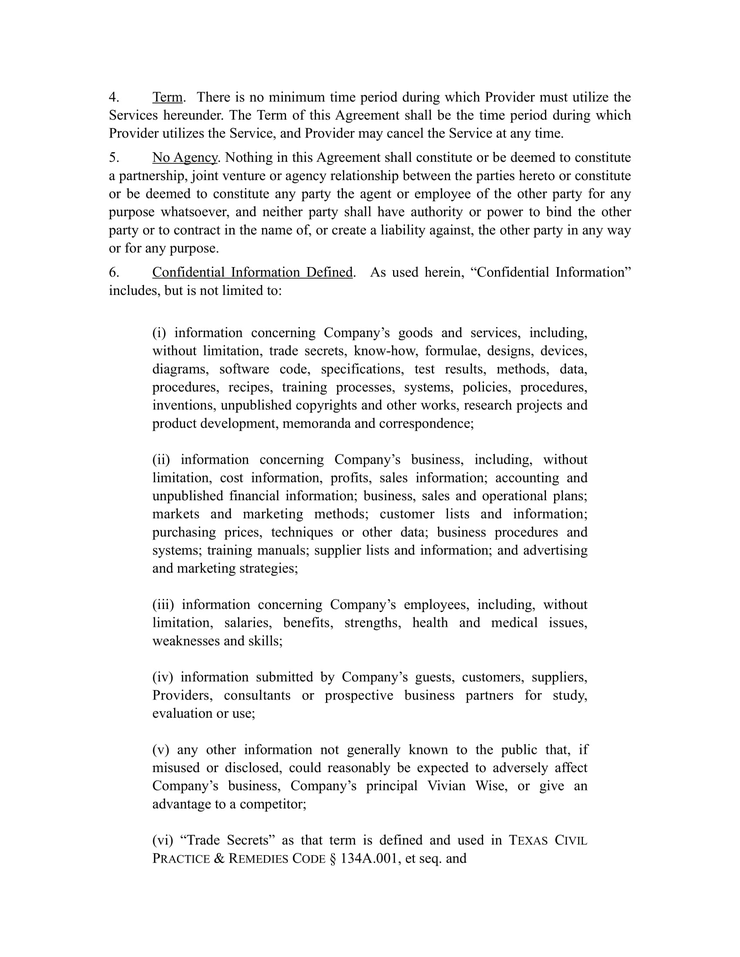 4. Term. There is no minimum time period during which Provider must utilize the
Services hereunder. The Term of this Agreement shall be the time period during which
Provider utilizes the Service, and Provider may cancel the Service at any time.
5. No Agency. Nothing in this Agreement shall constitute or be deemed to constitute
a partnership, joint venture or agency relationship between the parties hereto or constitute
or be deemed to constitute any party the agent or employee of the other party for any
purpose whatsoever, and neither party shall have authority or power to bind the other
party or to contract in the name of, or create a liability against, the other party in any way
or for any purpose.
6. Confidential Information Defined. As used herein, “Confidential Information”
includes, but is not limited to:
(i) information concerning Company’s goods and services, including,
without limitation, trade secrets, know-how, formulae, designs, devices,
diagrams, software code, specifications, test results, methods, data,
procedures, recipes, training processes, systems, policies, procedures,
inventions, unpublished copyrights and other works, research projects and
product development, memoranda and correspondence;
(ii) information concerning Company’s business, including, without
limitation, cost information, profits, sales information; accounting and
unpublished financial information; business, sales and operational plans;
markets and marketing methods; customer lists and information;
purchasing prices, techniques or other data; business procedures and
systems; training manuals; supplier lists and information; and advertising
and marketing strategies;
(iii) information concerning Company’s employees, including, without
limitation, salaries, benefits, strengths, health and medical issues,
weaknesses and skills;
(iv) information submitted by Company’s guests, customers, suppliers,
Providers, consultants or prospective business partners for study,
evaluation or use;
(v) any other information not generally known to the public that, if
misused or disclosed, could reasonably be expected to adversely affect
Company’s business, Company’s principal Vivian Wise, or give an
advantage to a competitor;
(vi) “Trade Secrets” as that term is defined and used in TEXAS CIVIL
PRACTICE & REMEDIES CODE § 134A.001, et seq. and